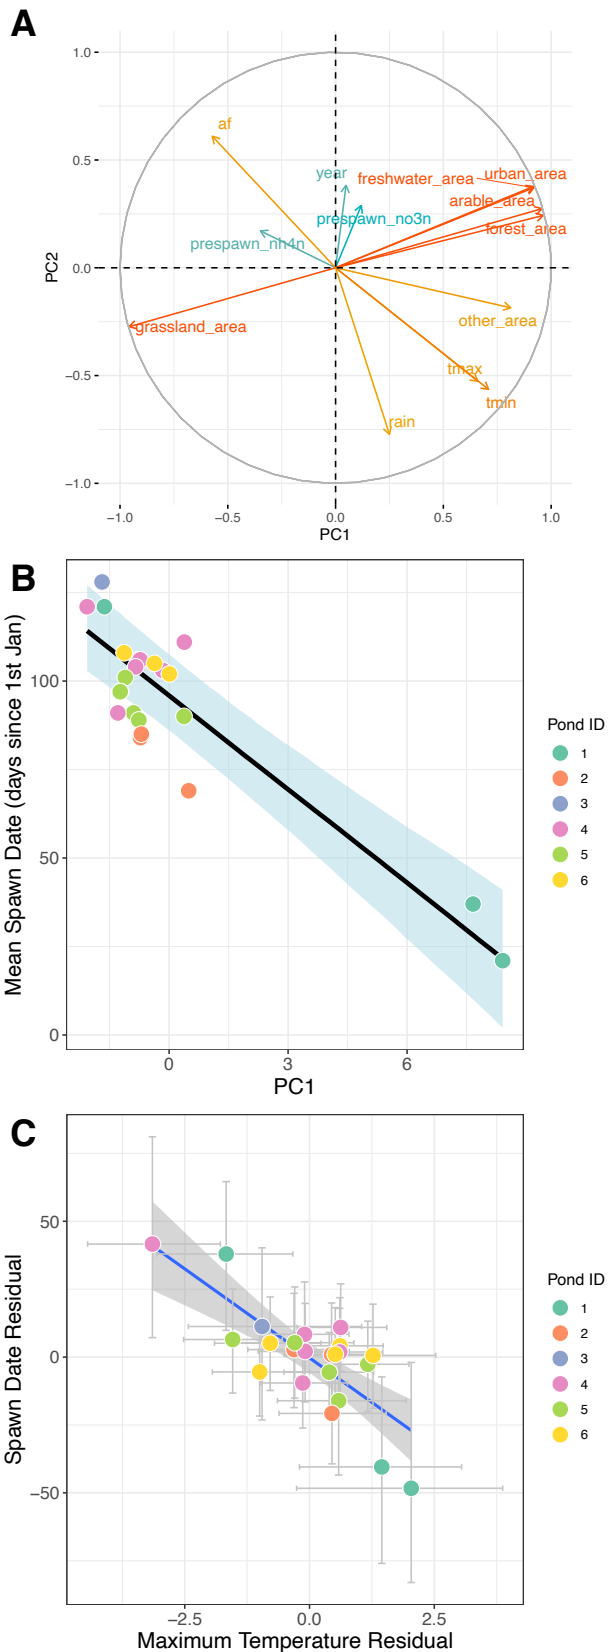 A
1.0
0.5
0.0
−0.5
−1.0
PC2
af
year
freshwater_area
urban_area
arable_area
prespawn_no3n
forest_area
prespawn_nh4n
other_area
grassland_area
tmax
tmin
rain
−1.0
−0.5
0.0
0.5
1.0
PC1
B
100
50
0
Mean Spawn Date (days since 1st Jan)
0
3
6
PC1
Pond ID
1
2
3
4
5
6
C
50
0
−50
Spawn Date Residual
−2.5
0.0
2.5
Maximum Temperature Residual
Pond ID
1
2
3
4
5
6